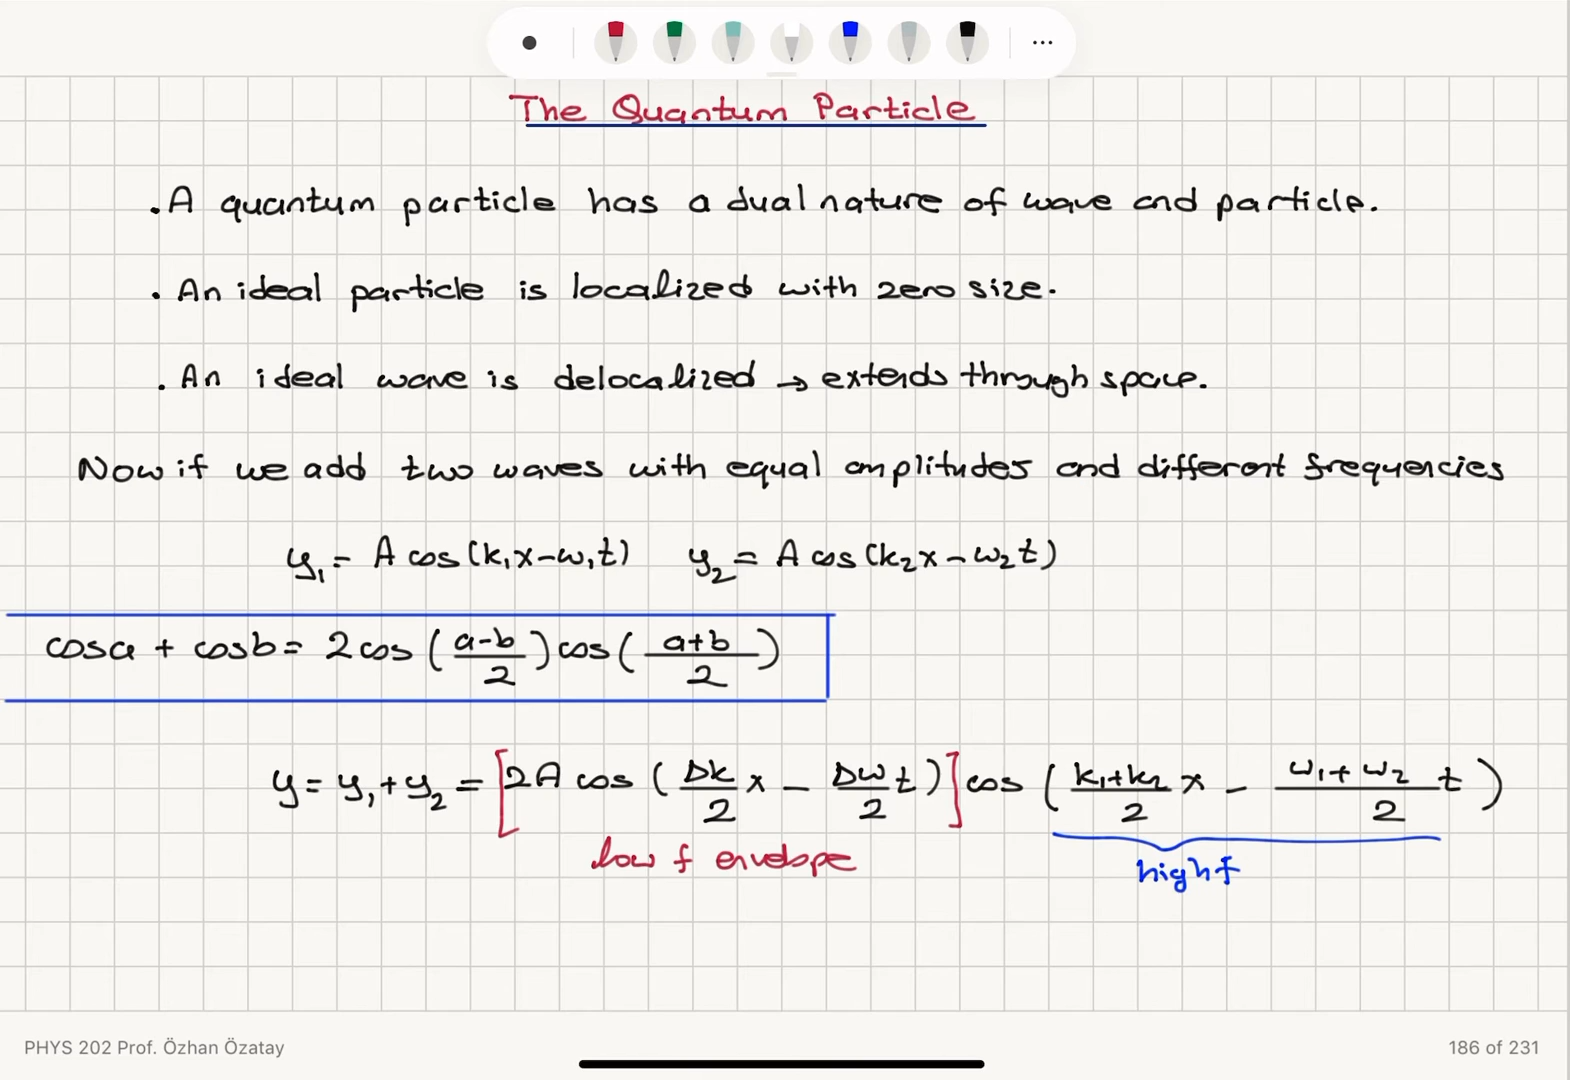 The Quantum Particle
. A quantum particle has a dual nature of wave and particle.
. An ideal particle is localized with zero size.
. An ideal wave is delocalized → extends through space.
Now if we add two waves with equal amplitudes and different frequencies
y₁ = A cos(k₁x-ω₁t) y₂ = A cos(k₂x-ω₂t)
cosa + cosb = 2 cos((a-b)/2) cos((a+b)/2)
y = y₁+y₂ = [2A cos(Δk/2 x - Δω/2 t)] cos((k₁+k₂)/2 x - (ω₁+ω₂)/2 t)
low f envelope
high f
PHYS 202 Prof. Özhan Özatay
186 of 231